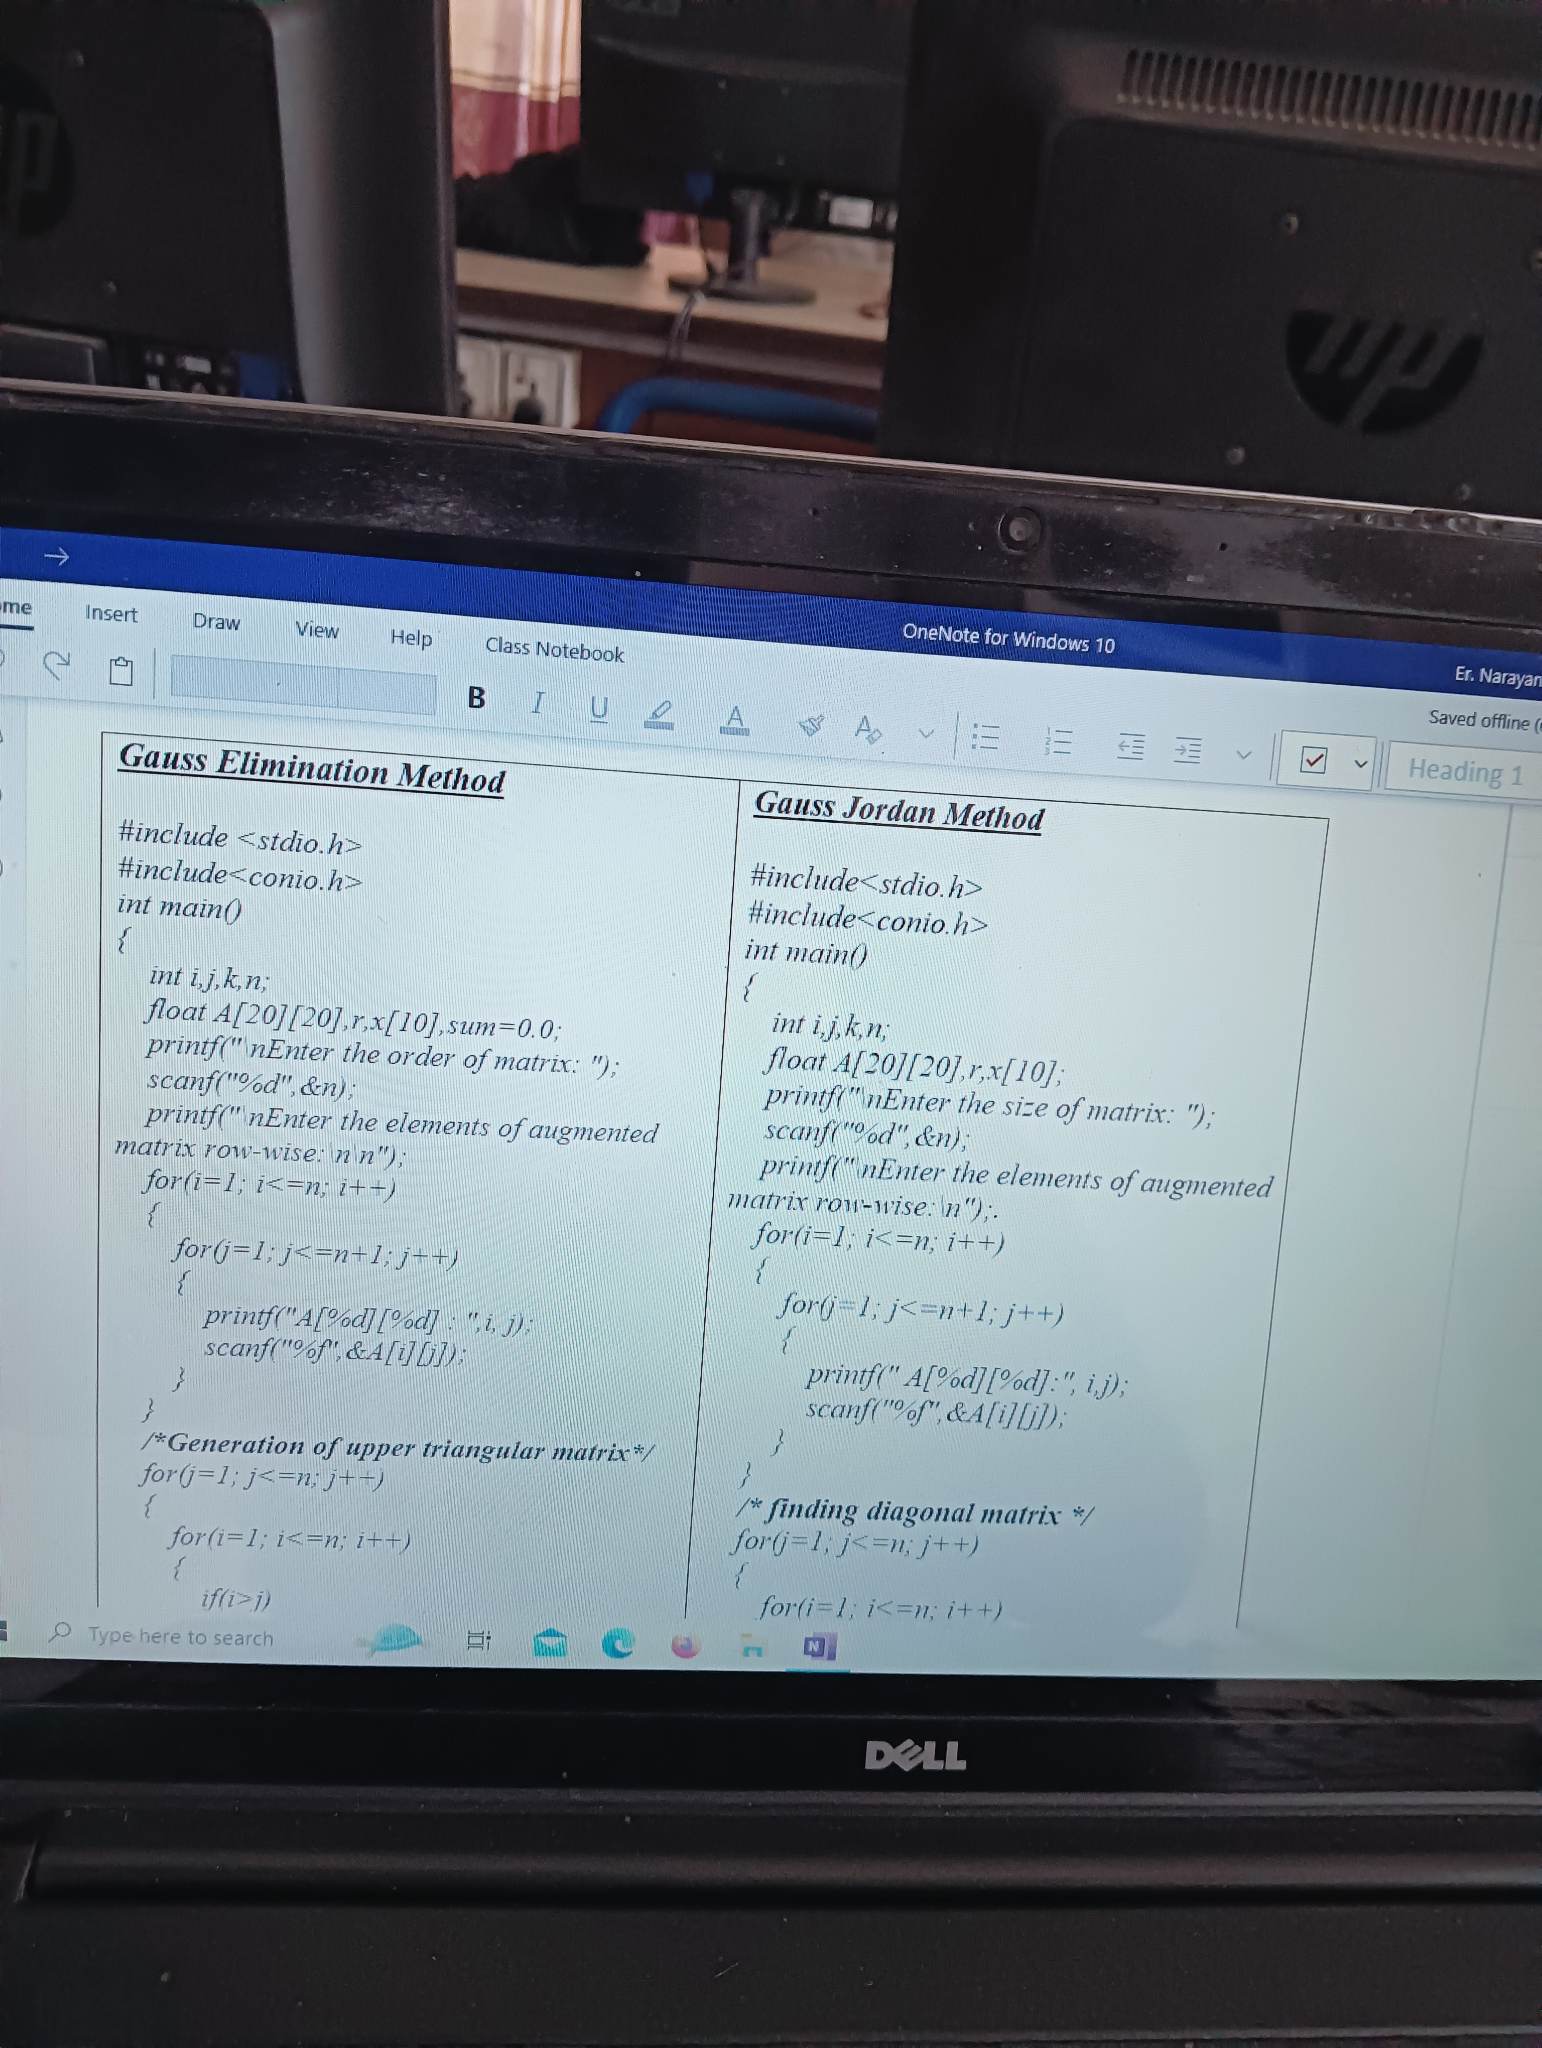 hp
me Insert Draw View Help Class Notebook
OneNote for Windows 10
Er. Narayan
Saved offline (
B I U A A
Heading 1
Gauss Elimination Method
#include <stdio.h>
#include<conio.h>
int main()
{
int i,j,k,n;
float A[20][20],r,x[10],sum=0.0;
printf("\nEnter the order of matrix: ");
scanf("%d",&n);
printf("\nEnter the elements of augmented
matrix row-wise:\n\n");
for(i=1; i<=n; i++)
{
for(j=1; j<=n+1; j++)
{
printf("A[%d][%d] : ",i, j);
scanf("%f",&A[i][j]);
}
}
/*Generation of upper triangular matrix*/
for(j=1; j<=n; j++)
{
for(i=1; i<=n; i++)
{
if(i>j)
Gauss Jordan Method
#include<stdio.h>
#include<conio.h>
int main()
{
int i,j,k,n;
float A[20][20],r,x[10];
printf("\nEnter the size of matrix: ");
scanf("%d",&n);
printf("\nEnter the elements of augmented
matrix row-wise:\n");.
for(i=1; i<=n; i++)
{
for(j=1; j<=n+1; j++)
{
printf(" A[%d][%d]:", i,j);
scanf("%f",&A[i][j]);
}
}
/* finding diagonal matrix */
for(j=1; j<=n; j++)
{
for(i=1; i<=n; i++)
Type here to search
N
DELL